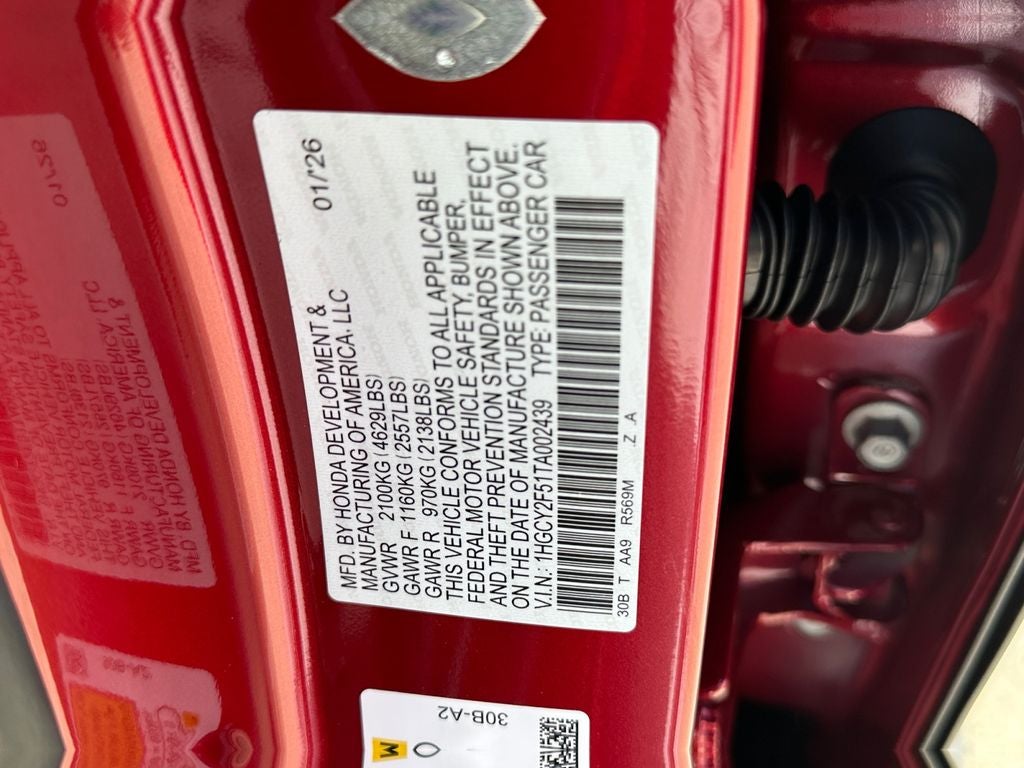 01/'26
MFD. BY HONDA DEVELOPMENT &
MANUFACTURING OF AMERICA, LLC
GVWR 2100KG (4629LBS)
GAWR F 1160KG (2557LBS)
GAWR R 970KG (2138LBS)
THIS VEHICLE CONFORMS TO ALL APPLICABLE
FEDERAL MOTOR VEHICLE SAFETY, BUMPER,
AND THEFT PREVENTION STANDARDS IN EFFECT
ON THE DATE OF MANUFACTURE SHOWN ABOVE.
V.I.N.: 1HGCY2F51TA002439 TYPE: PASSENGER CAR
30B T AA9 R569M .Z .A
30B-A2
M